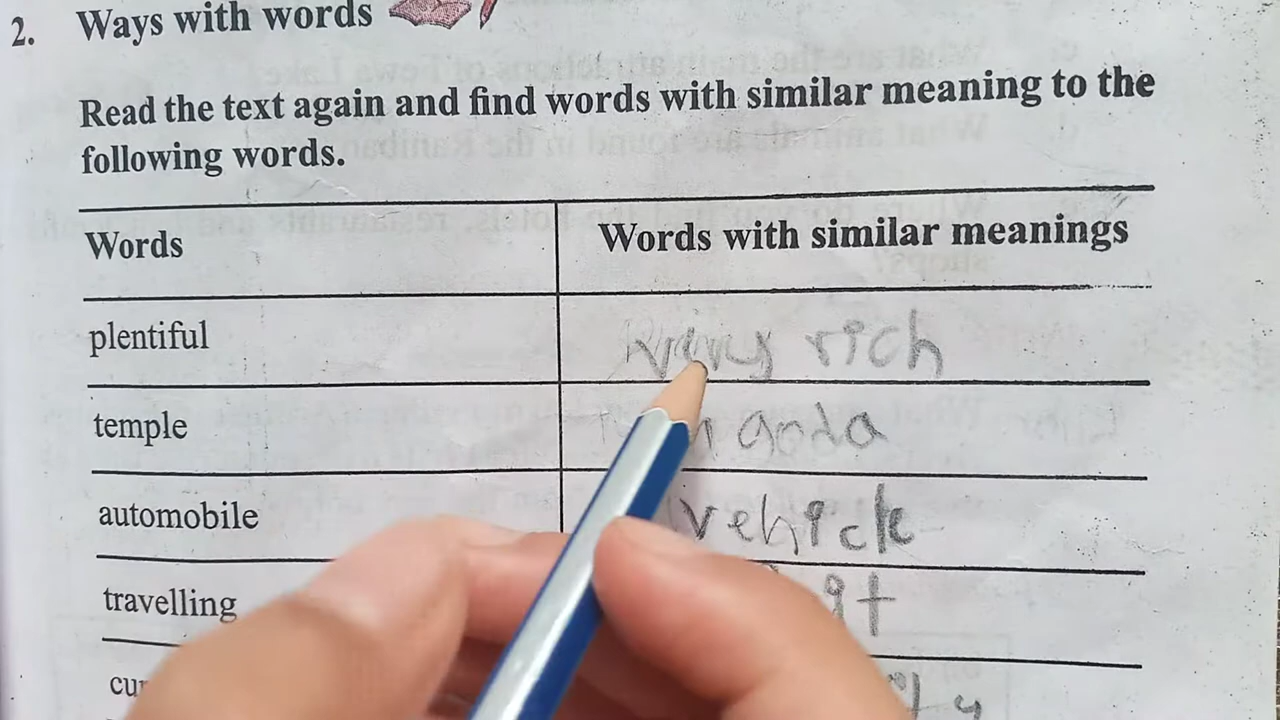 2. Ways with words
Read the text again and find words with similar meaning to the
following words.
Words Words with similar meanings
plentiful rich
temple
automobile vehicle
travelling